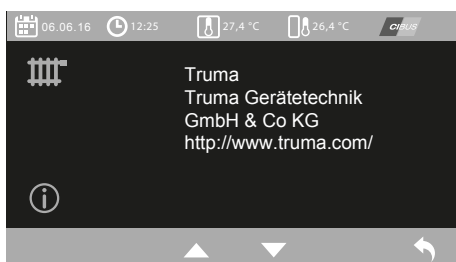 06.06.16 12:25 27,4 °C 26,4 °C CIBUS
Truma
Truma Gerätetechnik
GmbH & Co KG
http://www.truma.com/